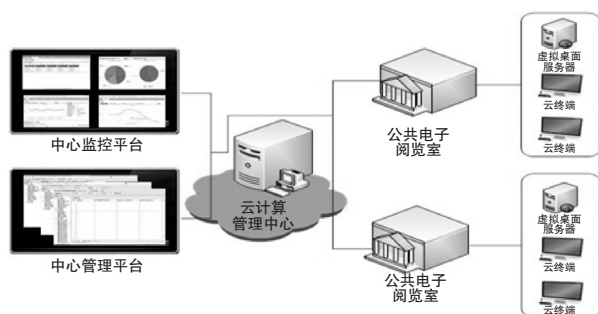 中心监控平台
中心管理平台
云计算
管理中心
公共电子
阅览室
公共电子
阅览室
虚拟桌面
服务器
云终端
云终端
虚拟桌面
服务器
云终端
云终端